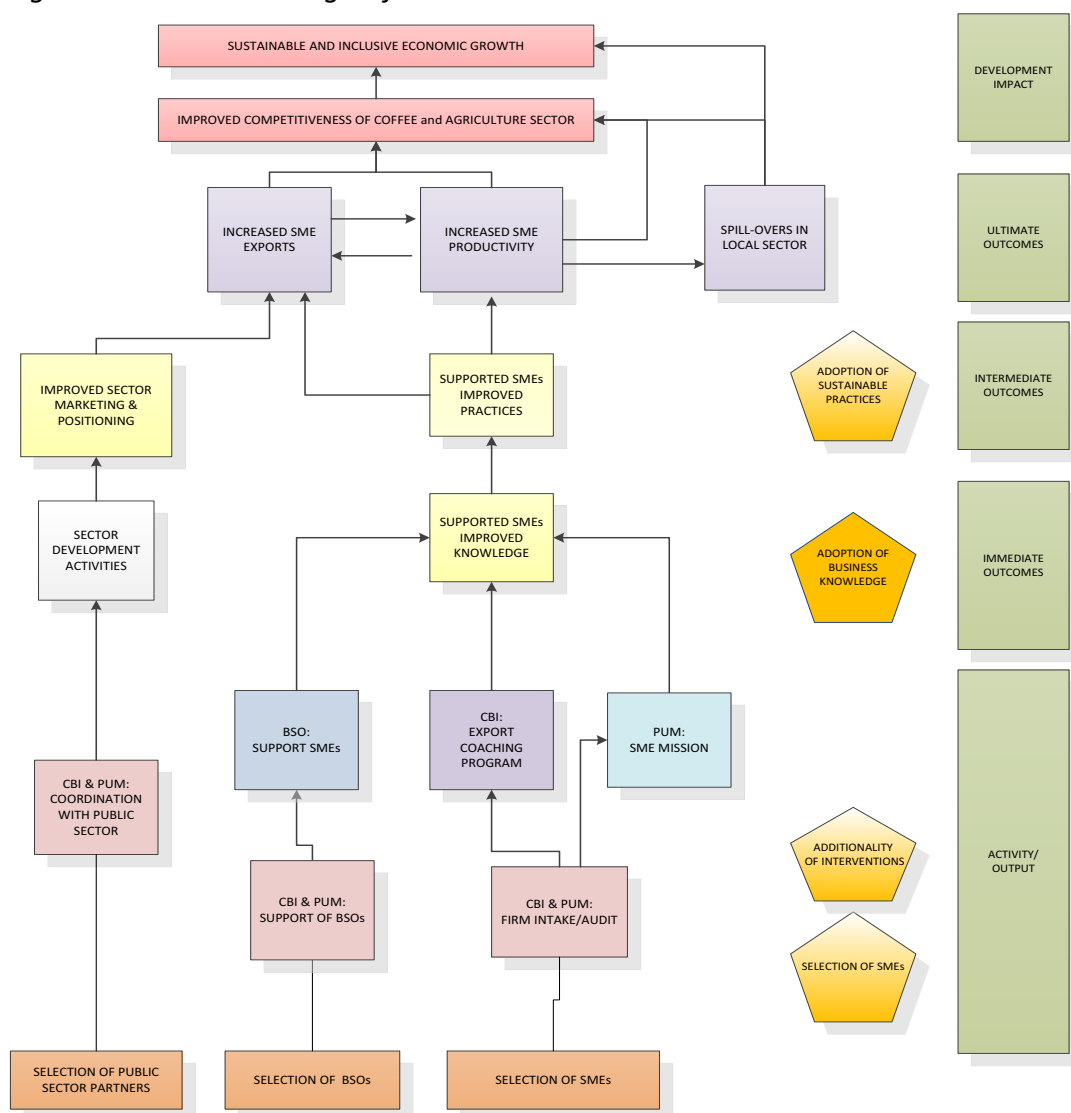 SUSTAINABLE AND INCLUSIVE ECONOMIC GROWTH
DEVELOPMENT
IMPACT
IMPROVED COMPETITIVENESS OF COFFEE and AGRICULTURE SECTOR
INCREASED SME
EXPORTS
INCREASED SME
PRODUCTIVITY
SPILL-OVERS IN
LOCAL SECTOR
ULTIMATE
OUTCOMES
IMPROVED SECTOR
MARKETING &
POSITIONING
SUPPORTED SMEs
IMPROVED
PRACTICES
ADOPTION OF
SUSTAINABLE
PRACTICES
INTERMEDIATE
OUTCOMES
SECTOR
DEVELOPMENT
ACTIVITIES
SUPPORTED SMEs
IMPROVED
KNOWLEDGE
ADOPTION OF
BUSINESS
KNOWLEDGE
IMMEDIATE
OUTCOMES
BSO:
SUPPORT SMEs
CBI:
EXPORT
COACHING
PROGRAM
PUM:
SME MISSION
CBI & PUM:
COORDINATION
WITH PUBLIC
SECTOR
ADDITIONALITY
OF INTERVENTIONS
ACTIVITY/
OUTPUT
CBI & PUM:
SUPPORT OF BSOs
CBI & PUM:
FIRM INTAKE/AUDIT
SELECTION OF SMEs
SELECTION OF PUBLIC
SECTOR PARTNERS
SELECTION OF  BSOs
SELECTION OF SMEs